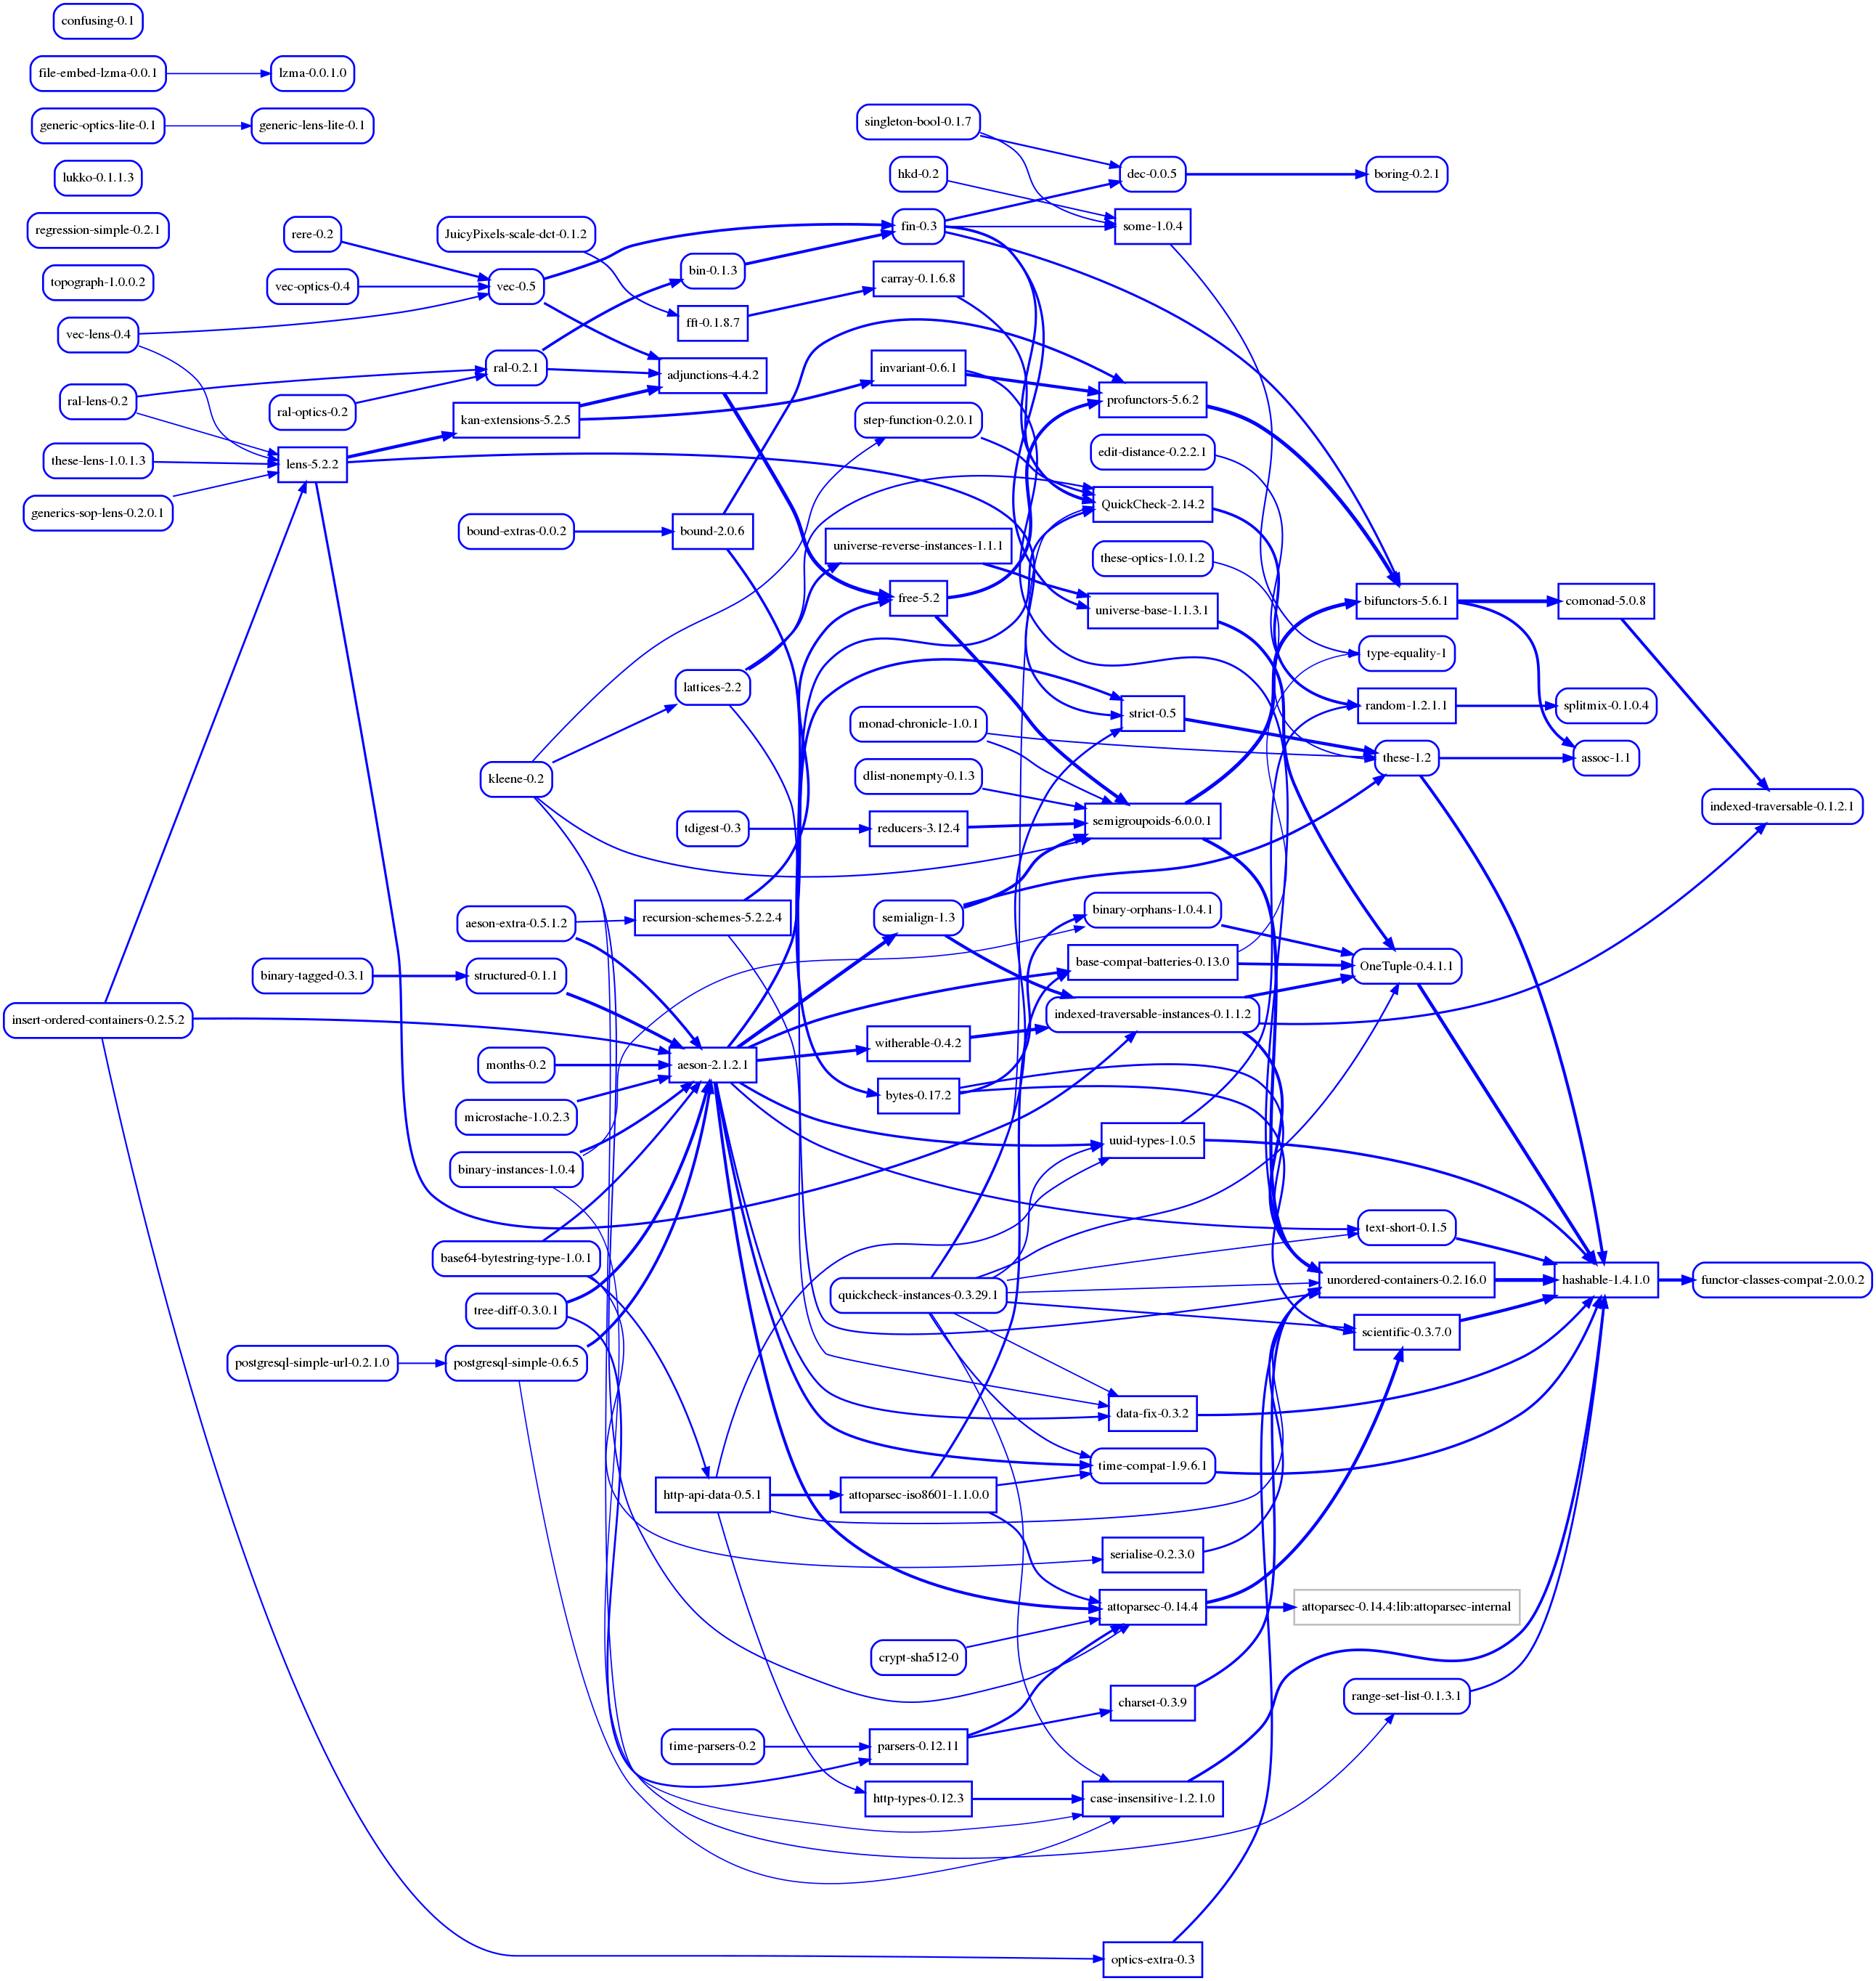 confusing-0.1
file-embed-lzma-0.0.1
lzma-0.0.1.0
generic-optics-lite-0.1
generic-lens-lite-0.1
singleton-bool-0.1.7
lukko-0.1.1.3
hkd-0.2
dec-0.0.5
boring-0.2.1
regression-simple-0.2.1
rere-0.2
JuicyPixels-scale-dct-0.1.2
fin-0.3
some-1.0.4
topograph-1.0.0.2
vec-optics-0.4
vec-0.5
bin-0.1.3
carray-0.1.6.8
vec-lens-0.4
fft-0.1.8.7
ral-0.2.1
adjunctions-4.4.2
invariant-0.6.1
profunctors-5.6.2
ral-lens-0.2
ral-optics-0.2
kan-extensions-5.2.5
step-function-0.2.0.1
these-lens-1.0.1.3
lens-5.2.2
edit-distance-0.2.2.1
generics-sop-lens-0.2.0.1
QuickCheck-2.14.2
bound-extras-0.0.2
bound-2.0.6
universe-reverse-instances-1.1.1
these-optics-1.0.1.2
free-5.2
universe-base-1.1.3.1
bifunctors-5.6.1
comonad-5.0.8
type-equality-1
lattices-2.2
strict-0.5
random-1.2.1.1
splitmix-0.1.0.4
monad-chronicle-1.0.1
these-1.2
assoc-1.1
kleene-0.2
dlist-nonempty-0.1.3
indexed-traversable-0.1.2.1
tdigest-0.3
reducers-3.12.4
semigroupoids-6.0.0.1
aeson-extra-0.5.1.2
recursion-schemes-5.2.2.4
semialign-1.3
binary-orphans-1.0.4.1
binary-tagged-0.3.1
structured-0.1.1
base-compat-batteries-0.13.0
OneTuple-0.4.1.1
insert-ordered-containers-0.2.5.2
indexed-traversable-instances-0.1.1.2
months-0.2
aeson-2.1.2.1
witherable-0.4.2
microstache-1.0.2.3
bytes-0.17.2
binary-instances-1.0.4
uuid-types-1.0.5
text-short-0.1.5
base64-bytestring-type-1.0.1
quickcheck-instances-0.3.29.1
unordered-containers-0.2.16.0
hashable-1.4.1.0
functor-classes-compat-2.0.0.2
tree-diff-0.3.0.1
scientific-0.3.7.0
postgresql-simple-url-0.2.1.0
postgresql-simple-0.6.5
data-fix-0.3.2
time-compat-1.9.6.1
http-api-data-0.5.1
attoparsec-iso8601-1.1.0.0
serialise-0.2.3.0
attoparsec-0.14.4
attoparsec-0.14.4:lib:attoparsec-internal
crypt-sha512-0
charset-0.3.9
range-set-list-0.1.3.1
time-parsers-0.2
parsers-0.12.11
http-types-0.12.3
case-insensitive-1.2.1.0
optics-extra-0.3